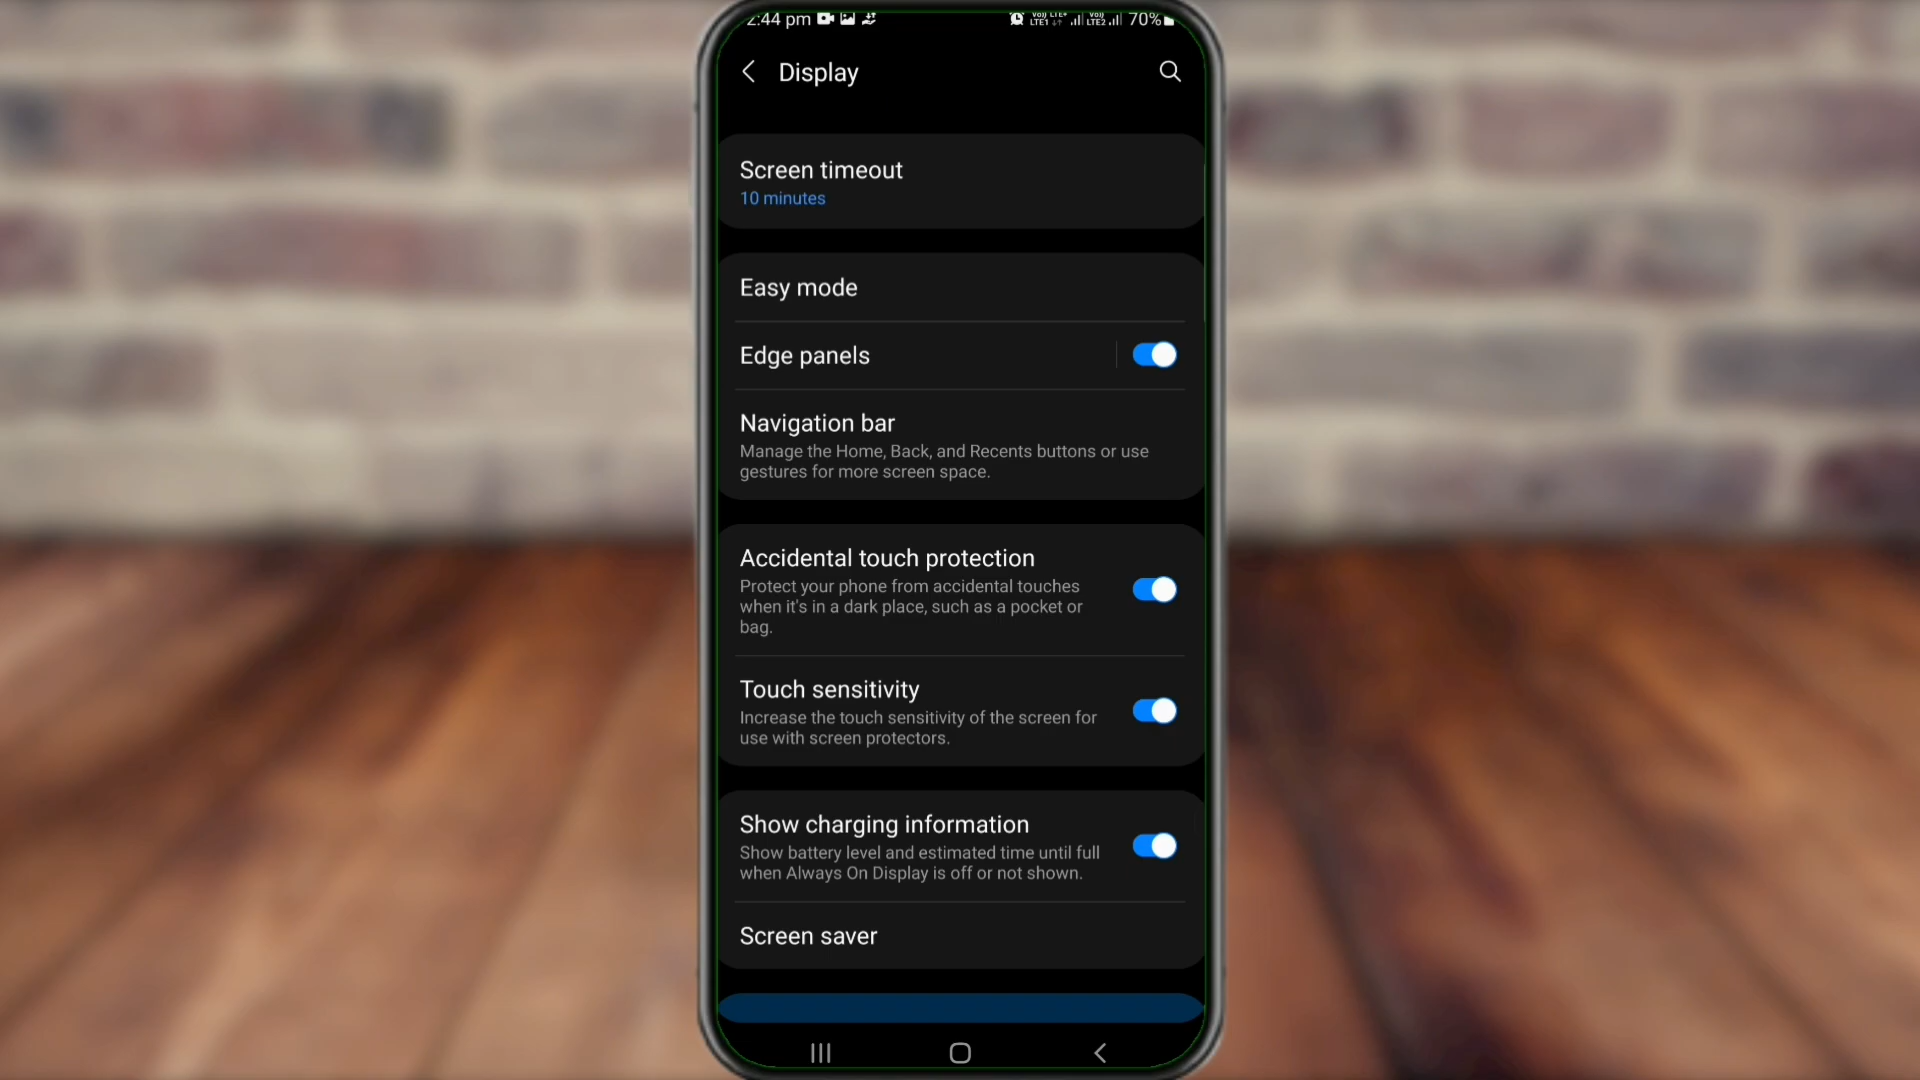 2:44 pm 70%
Display
Screen timeout
10 minutes
Easy mode
Edge panels
Navigation bar
Manage the Home, Back, and Recents buttons or use
gestures for more screen space.
Accidental touch protection
Protect your phone from accidental touches
when it's in a dark place, such as a pocket or
bag.
Touch sensitivity
Increase the touch sensitivity of the screen for
use with screen protectors.
Show charging information
Show battery level and estimated time until full
when Always On Display is off or not shown.
Screen saver